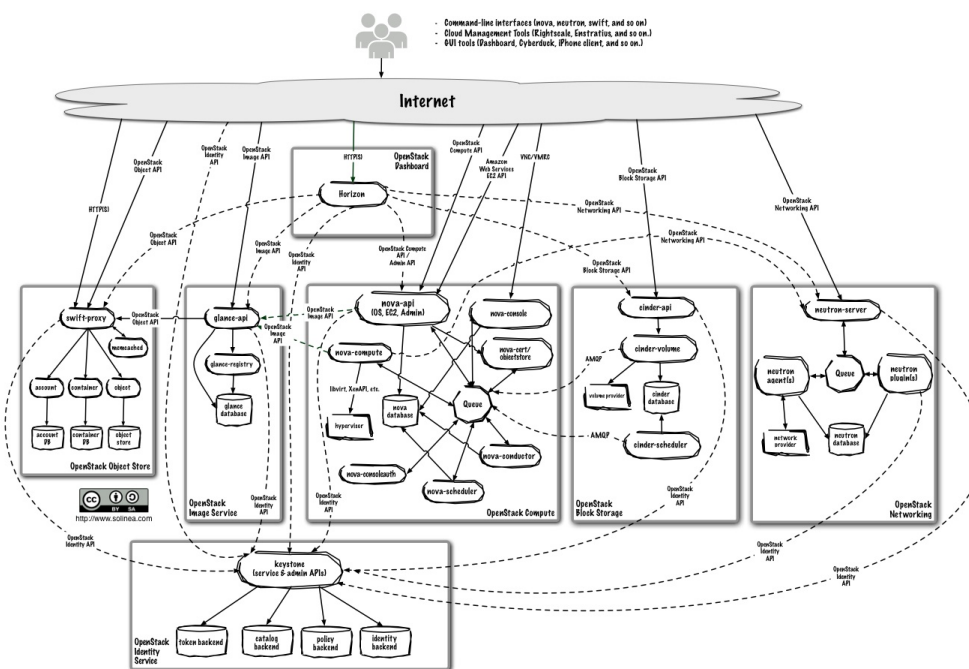 - Command-line interfaces (nova, neutron, swift, and so on)
- Cloud Management Tools (Rightscale, Enstratius, and so on.)
- GUI tools (Dashboard, Cyberduck, iPhone client, and so on.)
Internet
HTTP(S)
OpenStack
Object API
OpenStack
Identity
API
OpenStack
Image API
HTTP(S)
OpenStack
Dashboard
Horizon
OpenStack
Compute API
Amazon
Web Services
EC2 API
VNC/VMRC
OpenStack
Block Storage API
OpenStack
Networking API
OpenStack
Object API
OpenStack
Image API
OpenStack
Identity
API
OpenStack Compute
API /
Admin API
OpenStack
Block Storage API
OpenStack
Networking API
OpenStack
Networking API
swift-proxy
memcached
account
container
object
account
DB
container
DB
object
store
OpenStack Object Store
OpenStack
Object API
glance-api
glance-registry
glance
database
OpenStack
Image Service
OpenStack
Image API
OpenStack
Image
API
nova-api
(OS, EC2, Admin)
nova-console
nova-cert/
objectstore
nova-compute
libvirt, XenAPI, etc.
hypervisor
nova
database
Queue
nova-conductor
nova-consoleauth
nova-scheduler
OpenStack Compute
AMQP
AMQP
cinder-api
cinder-volume
volume provider
cinder
database
cinder-scheduler
OpenStack
Block Storage
neutron-server
neutron
agent(s)
Queue
neutron
plugin(s)
network
provider
neutron
database
OpenStack
Networking
CC
BY SA
http://www.solinea.com
OpenStack
Identity
API
OpenStack
Identity
API
OpenStack
Identity
API
OpenStack
Identity
API
OpenStack
Identity
API
OpenStack
Identity
API
keystone
(service & admin APIs)
token backend
catalog
backend
policy
backend
identity
backend
OpenStack
Identity
Service